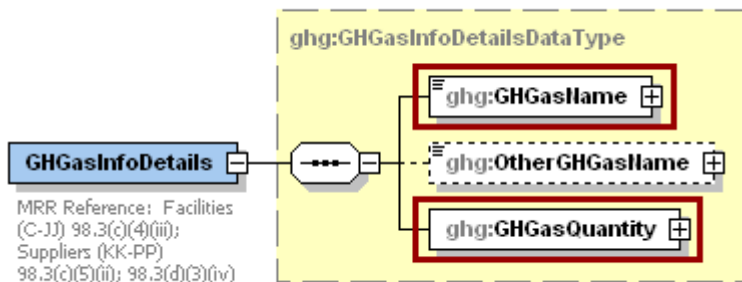 ghg:GHGasInfoDetailsDataType
ghg:GHGasName
GHGasInfoDetails
ghg:OtherGHGasName
MRR Reference: Facilities
(C-JJ) 98.3(c)(4)(iii);
Suppliers (KK-PP)
98.3(c)(5)(ii); 98.3(d)(3)(iv)
ghg:GHGasQuantity